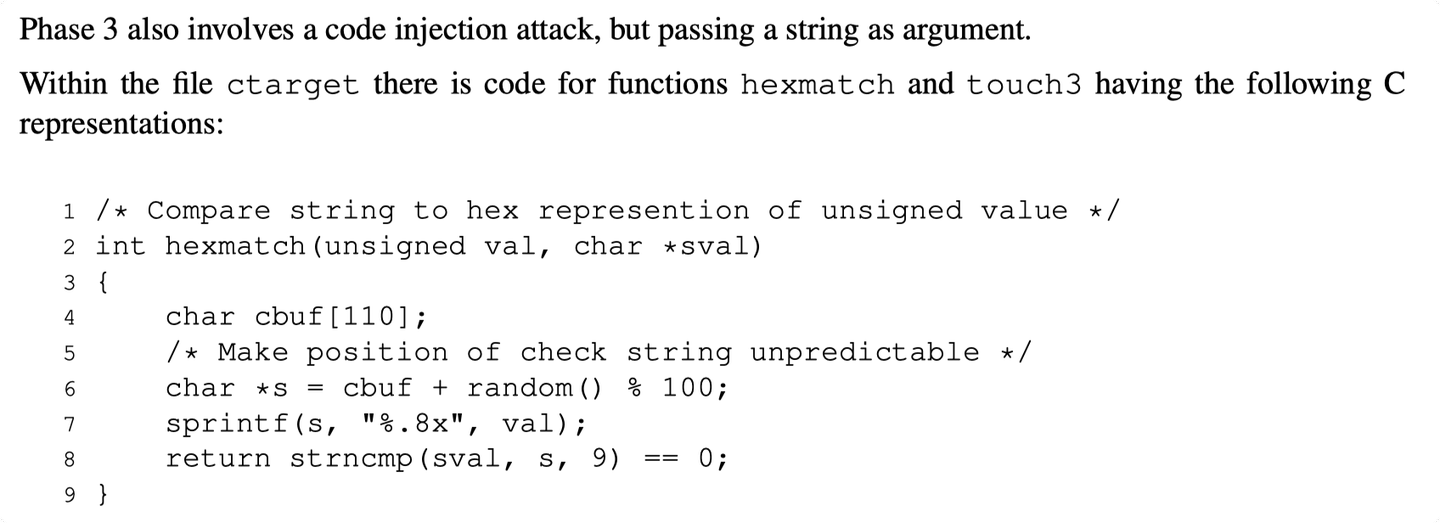 Phase 3 also involves a code injection attack, but passing a string as argument.
Within the file ctarget there is code for functions hexmatch and touch3 having the following C
representations:
1 /* Compare string to hex represention of unsigned value */
2 int hexmatch(unsigned val, char *sval)
3 {
4     char cbuf[110];
5     /* Make position of check string unpredictable */
6     char *s = cbuf + random() % 100;
7     sprintf(s, "%.8x", val);
8     return strncmp(sval, s, 9) == 0;
9 }